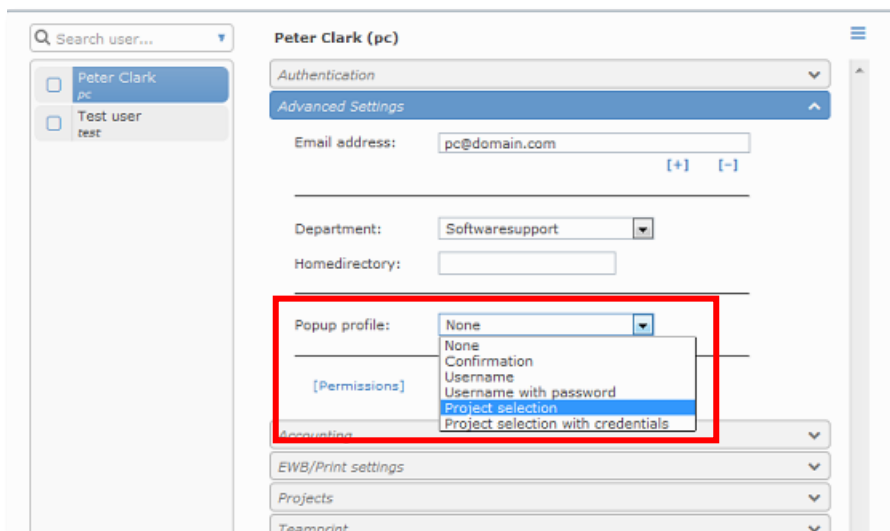 Search user...
Peter Clark (pc)
Peter Clark
pc
Test user
test
Authentication
Advanced Settings
Email address: pc@domain.com
[+] [-]
Department: Softwaresupport
Homedirectory:
Popup profile: None
None
Confirmation
Username
Username with password
Project selection
Project selection with credentials
[Permissions]
Accounting
EWB/Print settings
Projects
Teamprint